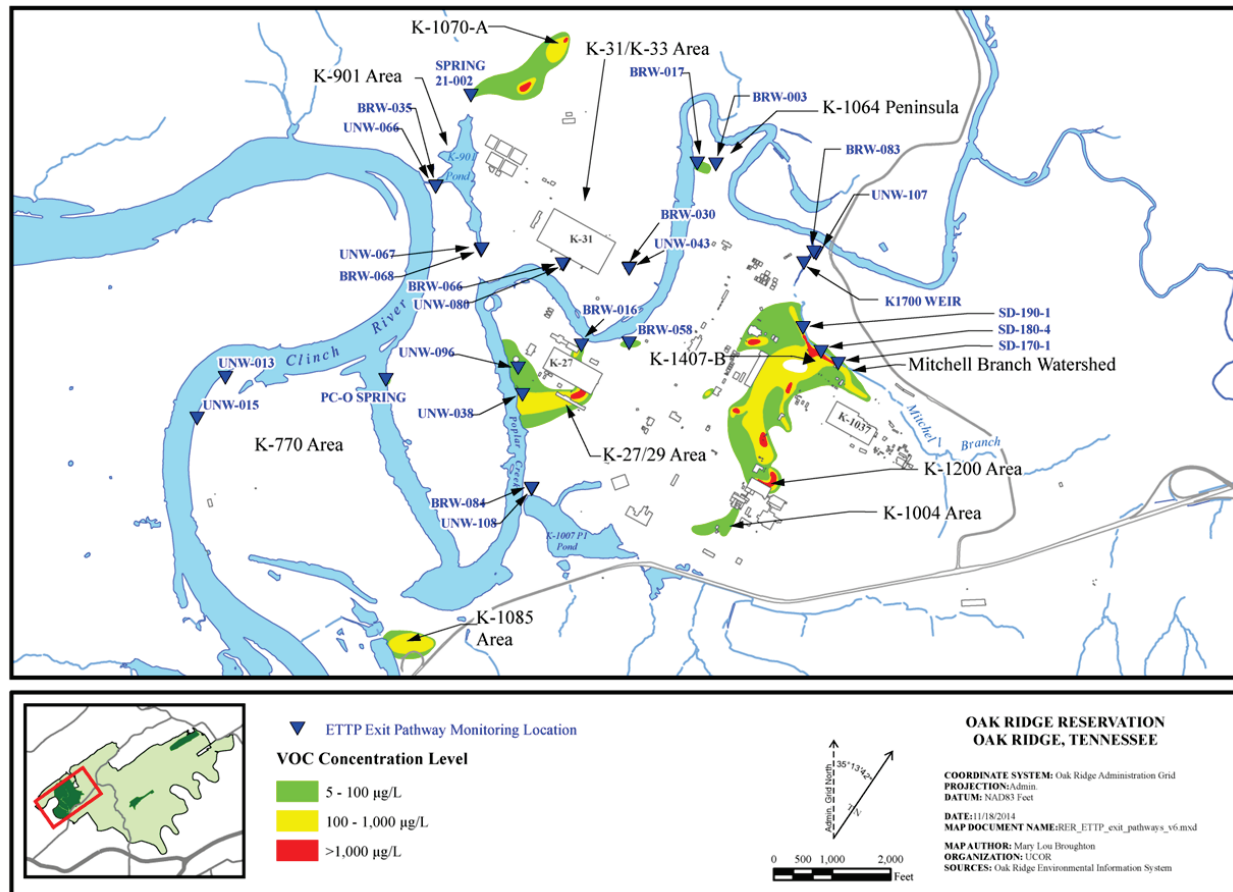 K-1070-A
K-31/K-33 Area
SPRING
21-002
K-901 Area
BRW-017
BRW-003
K-1064 Peninsula
BRW-035
UNW-066
K-901
Pond
BRW-083
UNW-107
K-31
BRW-030
UNW-043
UNW-067
BRW-068
BRW-066
UNW-080
K1700 WEIR
BRW-016
BRW-058
SD-190-1
SD-180-4
SD-170-1
K-1407-B
Mitchell Branch Watershed
Clinch River
UNW-013
UNW-015
PC-O SPRING
UNW-096
K-27
UNW-038
K-770 Area
Poplar Creek
K-27/29 Area
K-1037
Mitchell Branch
K-1200 Area
K-1004 Area
BRW-084
UNW-108
K-1007 P1
Pond
K-1085
Area
ETTP Exit Pathway Monitoring Location
VOC Concentration Level
5 - 100 µg/L
100 - 1,000 µg/L
>1,000 µg/L
Admin. Grid North
35°13'42"
T-N
0 500 1,000 2,000
Feet
OAK RIDGE RESERVATION
OAK RIDGE, TENNESSEE
COORDINATE SYSTEM: Oak Ridge Administration Grid
PROJECTION:Admin.
DATUM: NAD83 Feet
DATE:11/18/2014
MAP DOCUMENT NAME:RER_ETTP_exit_pathways_v6.mxd
MAP AUTHOR: Mary Lou Broughton
ORGANIZATION: UCOR
SOURCES: Oak Ridge Environmental Information System